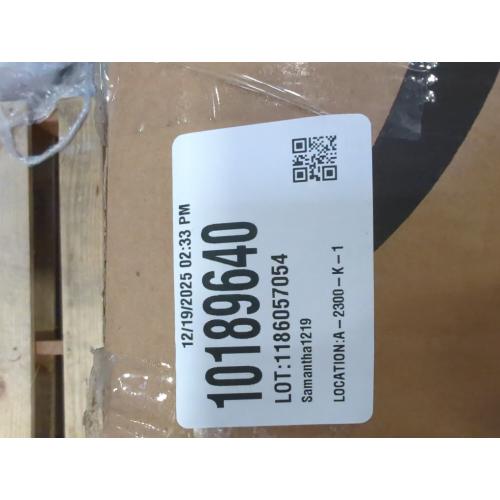 12/19/2025 02:33 PM
10189640
LOT:1186057054
Samantha1219
LOCATION:A-2300-K-1